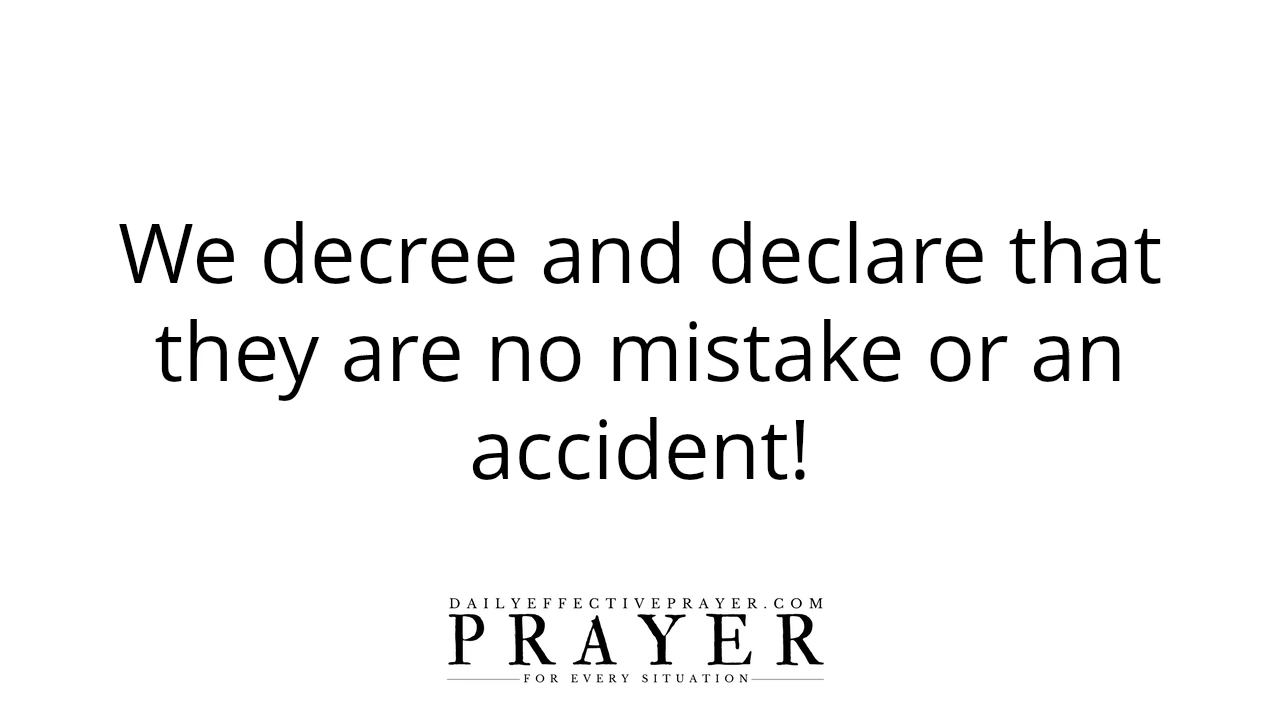 We decree and declare that
they are no mistake or an
accident!
DAILYEFFECTIVEPRAYER.COM
PRAYER
FOR EVERY SITUATION